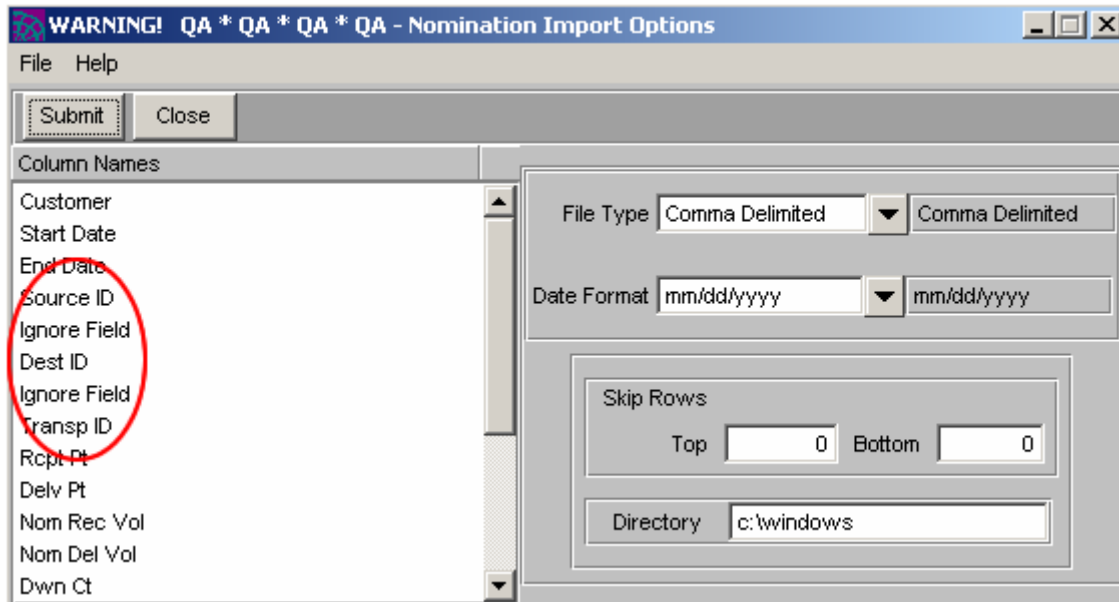 WARNING! QA * QA * QA * QA - Nomination Import Options
File Help
Submit Close
Column Names
Customer
Start Date
End Date
Source ID
Ignore Field
Dest ID
Ignore Field
Transp ID
Rcpt Pt
Delv Pt
Nom Rec Vol
Nom Del Vol
Dwn Ct
File Type Comma Delimited Comma Delimited
Date Format mm/dd/yyyy mm/dd/yyyy
Skip Rows
Top 0 Bottom 0
Directory c:\windows